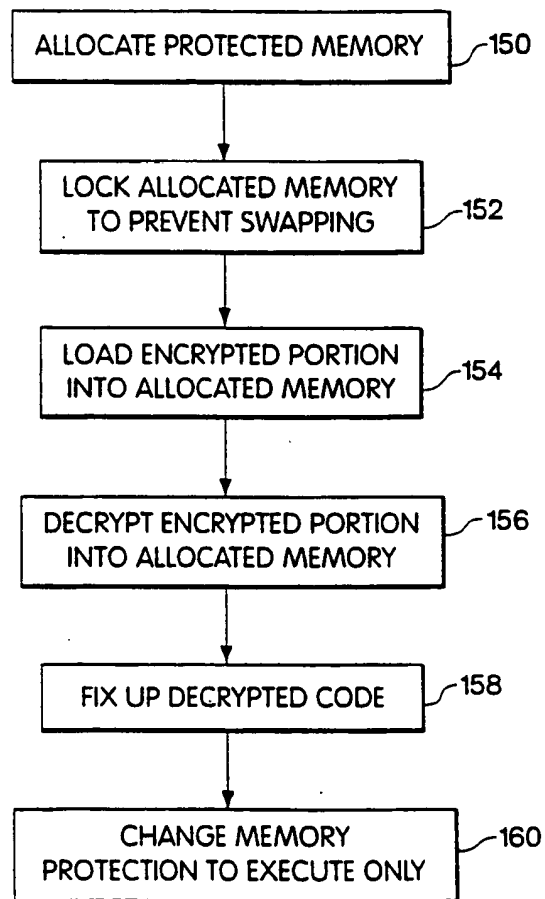 ALLOCATE PROTECTED MEMORY
150
LOCK ALLOCATED MEMORY
TO PREVENT SWAPPING
152
LOAD ENCRYPTED PORTION
INTO ALLOCATED MEMORY
154
DECRYPT ENCRYPTED PORTION
INTO ALLOCATED MEMORY
156
FIX UP DECRYPTED CODE
158
CHANGE MEMORY
PROTECTION TO EXECUTE ONLY
160